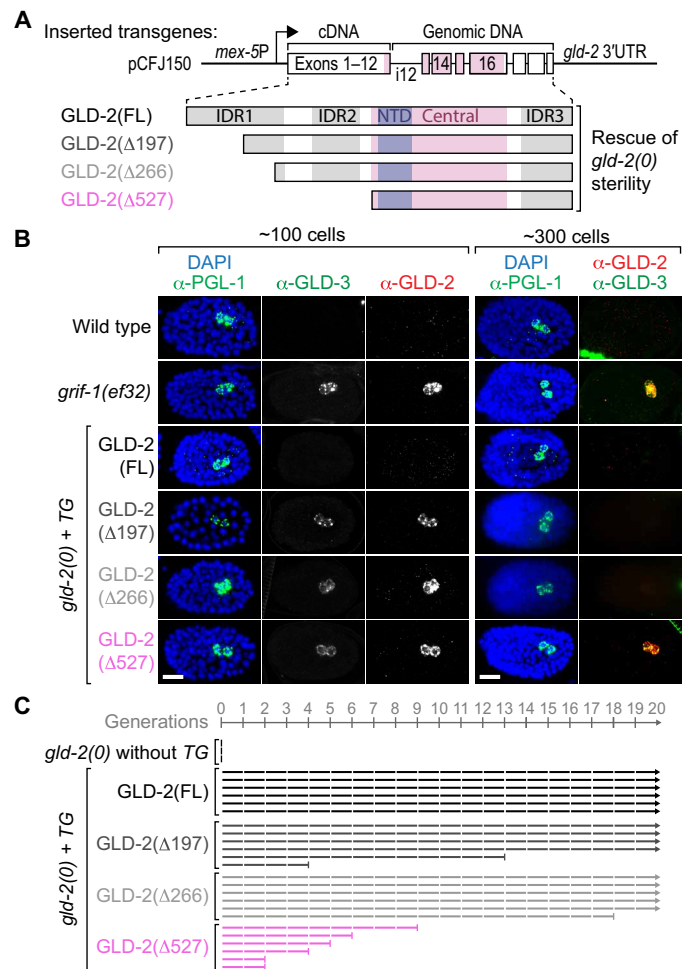 A
Inserted transgenes:
cDNA
Genomic DNA
pCFJ150
mex-5P
Exons 1–12
i12
14
16
gld-2 3'UTR
GLD-2(FL)
IDR1
IDR2
NTD
Central
IDR3
GLD-2(Δ197)
GLD-2(Δ266)
GLD-2(Δ527)
Rescue of
gld-2(0)
sterility
B
~100 cells
~300 cells
DAPI
α-PGL-1
α-GLD-3
α-GLD-2
DAPI
α-PGL-1
α-GLD-2
α-GLD-3
Wild type
grif-1(ef32)
gld-2(0) + TG
GLD-2
(FL)
GLD-2
(Δ197)
GLD-2
(Δ266)
GLD-2
(Δ527)
C
Generations
0 1 2 3 4 5 6 7 8 9 10 11 12 13 14 15 16 17 18 19 20
gld-2(0) without TG
gld-2(0) + TG
GLD-2(FL)
GLD-2(Δ197)
GLD-2(Δ266)
GLD-2(Δ527)